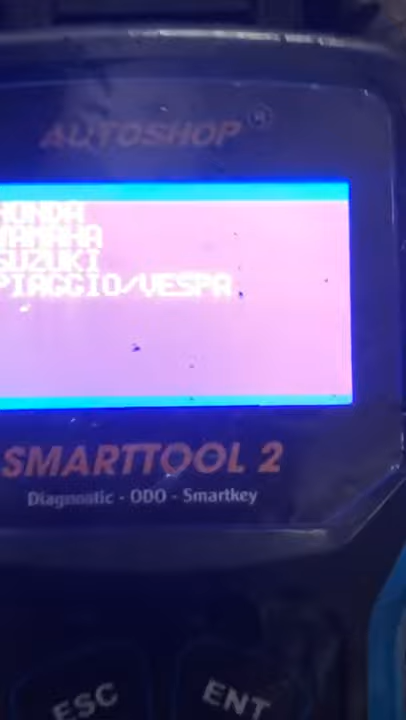 AUTOSHOP ®
HONDA
YAMAHA
SUZUKI
PIAGGIO/VESPA
SMARTTOOL 2
Diagnostic - ODO - Smartkey
ESC
ENT